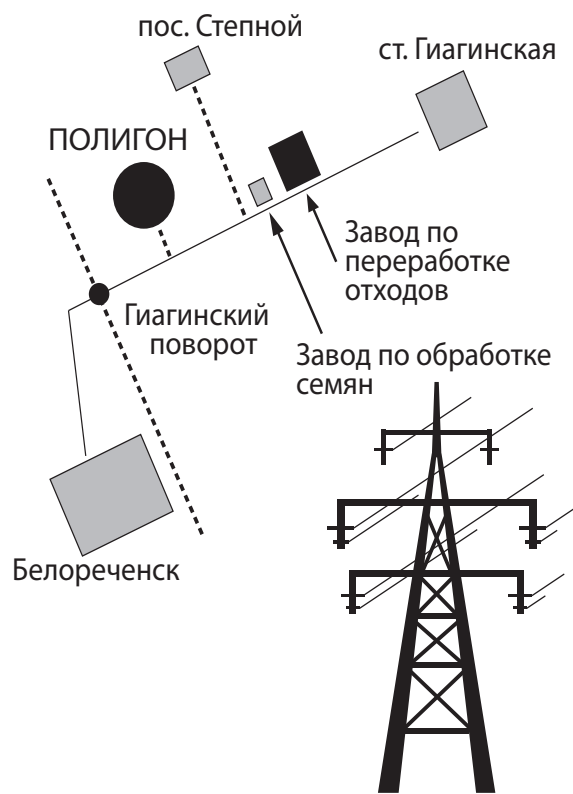 пос. Степной
ст. Гиагинская
ПОЛИГОН
Завод по
переработке
отходов
Гиагинский
поворот
Завод по обработке
семян
Белореченск